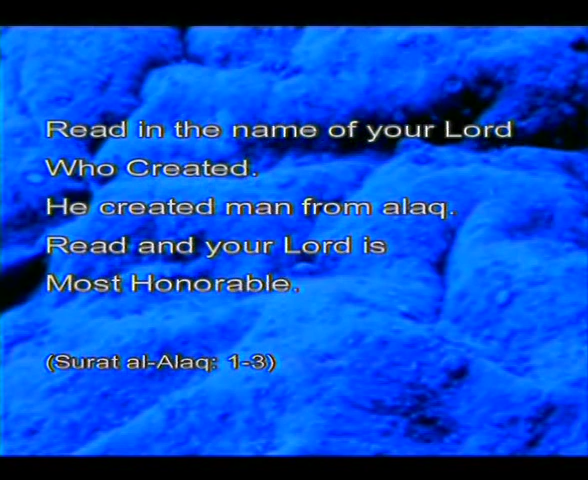 Read in the name of your Lord
Who Created.
He created man from alaq.
Read and your Lord is
Most Honorable.
(Surat al-Alaq: 1-3)